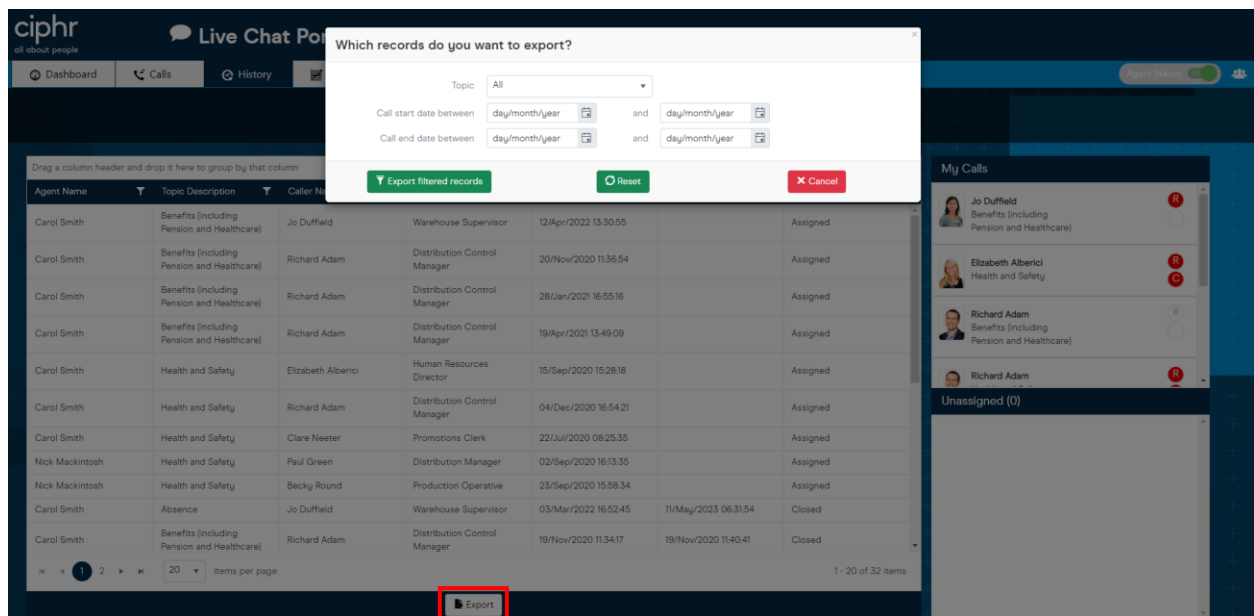 ciphr
all about people
Live Chat Por
Dashboard
Calls
History
Agent Status
Which records do you want to export?
×
Topic All
Call start date between day/month/year and day/month/year
Call end date between day/month/year and day/month/year
Export filtered records
Reset
Cancel
Drag a column header and drop it here to group by that column
Agent Name Topic Description Caller Na
Carol Smith Benefits (including Pension and Healthcare) Jo Duffield Warehouse Supervisor 12/Apr/2022 13:30:55 Assigned
Carol Smith Benefits (including Pension and Healthcare) Richard Adam Distribution Control Manager 20/Nov/2020 11:36:54 Assigned
Carol Smith Benefits (including Pension and Healthcare) Richard Adam Distribution Control Manager 28/Jan/2021 16:55:16 Assigned
Carol Smith Benefits (including Pension and Healthcare) Richard Adam Distribution Control Manager 19/Apr/2021 13:49:09 Assigned
Carol Smith Health and Safety Elizabeth Alberici Human Resources Director 15/Sep/2020 15:28:18 Assigned
Carol Smith Health and Safety Richard Adam Distribution Control Manager 04/Dec/2020 16:54:21 Assigned
Carol Smith Health and Safety Clare Neeter Promotions Clerk 22/Jul/2020 08:25:35 Assigned
Nick Mackintosh Health and Safety Paul Green Distribution Manager 02/Sep/2020 16:13:35 Assigned
Nick Mackintosh Health and Safety Becky Round Production Operative 23/Sep/2020 15:58:34 Assigned
Carol Smith Absence Jo Duffield Warehouse Supervisor 03/Mar/2022 16:52:45 11/May/2023 06:31:54 Closed
Carol Smith Benefits (including Pension and Healthcare) Richard Adam Distribution Control Manager 19/Nov/2020 11:34:17 19/Nov/2020 11:40:41 Closed
1 2 20 items per page 1 - 20 of 32 items
Export
My Calls
Jo Duffield R
Benefits (including
Pension and Healthcare)
Elizabeth Alberici R
Health and Safety C
Richard Adam R
Benefits (including
Pension and Healthcare)
Richard Adam R
Unassigned (0)